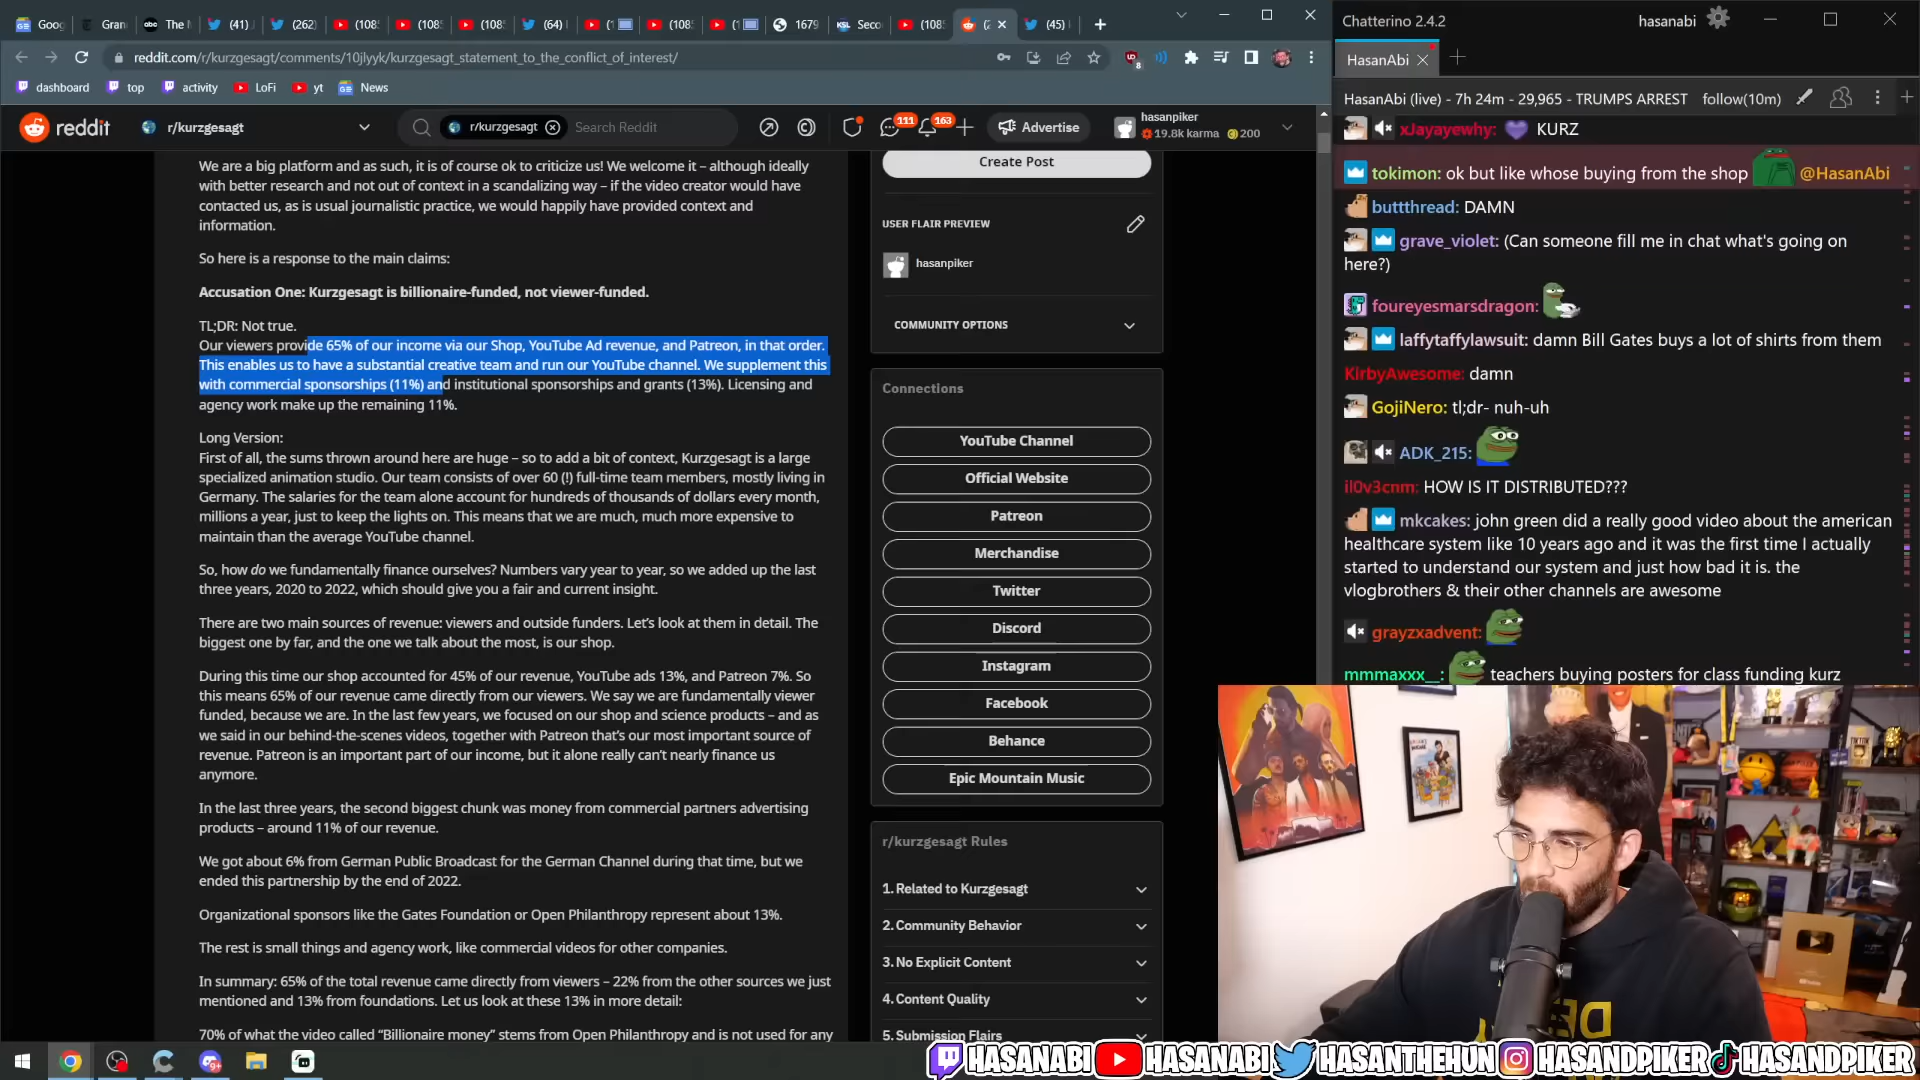 Goog
Gran
The M
(41)
(262)
(108
(108
(108
(64)
(1
(108
(1
1679
Seco
(108
(2
(45)
reddit.com/r/kurzgesagt/comments/10jlyyk/kurzgesagt_statement_to_the_conflict_of_interest/
8
dashboard
top
activity
LoFi
yt
News
reddit
r/kurzgesagt
r/kurzgesagt
Search Reddit
111
163
Advertise
hasanpiker
19.8k karma
200
We are a big platform and as such, it is of course ok to criticize us! We welcome it – although ideally
with better research and not out of context in a scandalizing way – if the video creator would have
contacted us, as is usual journalistic practice, we would happily have provided context and
information.
So here is a response to the main claims:
Accusation One: Kurzgesagt is billionaire-funded, not viewer-funded.
TL;DR: Not true.
Our viewers provide 65% of our income via our Shop, YouTube Ad revenue, and Patreon, in that order.
This enables us to have a substantial creative team and run our YouTube channel. We supplement this
with commercial sponsorships (11%) and institutional sponsorships and grants (13%). Licensing and
agency work make up the remaining 11%.
Long Version:
First of all, the sums thrown around here are huge – so to add a bit of context, Kurzgesagt is a large
specialized animation studio. Our team consists of over 60 (!) full-time team members, mostly living in
Germany. The salaries for the team alone account for hundreds of thousands of dollars every month,
millions a year, just to keep the lights on. This means that we are much, much more expensive to
maintain than the average YouTube channel.
So, how do we fundamentally finance ourselves? Numbers vary year to year, so we added up the last
three years, 2020 to 2022, which should give you a fair and current insight.
There are two main sources of revenue: viewers and outside funders. Let's look at them in detail. The
biggest one by far, and the one we talk about the most, is our shop.
During this time our shop accounted for 45% of our revenue, YouTube ads 13%, and Patreon 7%. So
this means 65% of our revenue came directly from our viewers. We say we are fundamentally viewer
funded, because we are. In the last few years, we focused on our shop and science products – and as
we said in our behind-the-scenes videos, together with Patreon that's our most important source of
revenue. Patreon is an important part of our income, but it alone really can't nearly finance us
anymore.
In the last three years, the second biggest chunk was money from commercial partners advertising
products – around 11% of our revenue.
We got about 6% from German Public Broadcast for the German Channel during that time, but we
ended this partnership by the end of 2022.
Organizational sponsors like the Gates Foundation or Open Philanthropy represent about 13%.
The rest is small things and agency work, like commercial videos for other companies.
In summary: 65% of the total revenue came directly from viewers – 22% from the other sources we just
mentioned and 13% from foundations. Let us look at these 13% in more detail:
70% of what the video called “Billionaire money” stems from Open Philanthropy and is not used for any
Create Post
USER FLAIR PREVIEW
hasanpiker
COMMUNITY OPTIONS
Connections
YouTube Channel
Official Website
Patreon
Merchandise
Twitter
Discord
Instagram
Facebook
Behance
Epic Mountain Music
r/kurzgesagt Rules
1. Related to Kurzgesagt
2. Community Behavior
3. No Explicit Content
4. Content Quality
5. Submission Flairs
Chatterino 2.4.2
hasanabi
HasanAbi
HasanAbi (live) - 7h 24m - 29,965 - TRUMPS ARREST follow(10m)
xJayayewhy: KURZ
tokimon: ok but like whose buying from the shop @HasanAbi
buttthread: DAMN
grave_violet: (Can someone fill me in chat what's going on
here?)
foureyesmarsdragon:
laffytaffylawsuit: damn Bill Gates buys a lot of shirts from them
KirbyAwesome: damn
GojiNero: tl;dr- nuh-uh
ADK_215:
il0v3cnm: HOW IS IT DISTRIBUTED???
mkcakes: john green did a really good video about the american
healthcare system like 10 years ago and it was the first time I actually
started to understand our system and just how bad it is. the
vlogbrothers & their other channels are awesome
grayzxadvent:
mmmaxxx__: teachers buying posters for class funding kurz
HASANABI HASANABI HASANTHEHUN HASANDPIKER HASANDPIKER